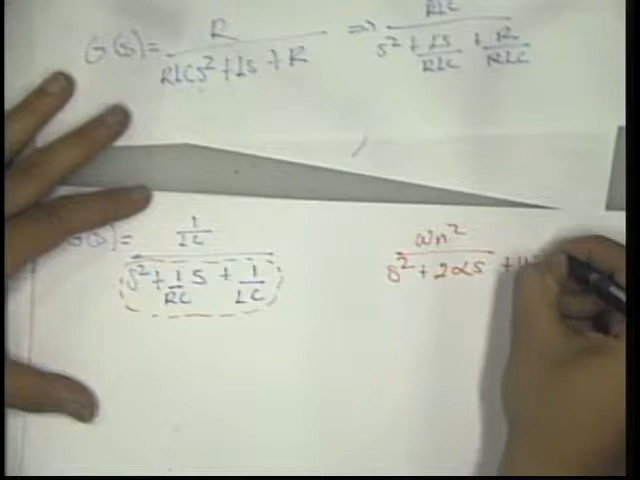 G(s) = R / RLCs² + Ls + R ⇒ RLC / s² + Ls/RLC + R/RLC
G(s) = 1/LC / s² + 1/RC s + 1/LC
ωn² / s² + 2αs +